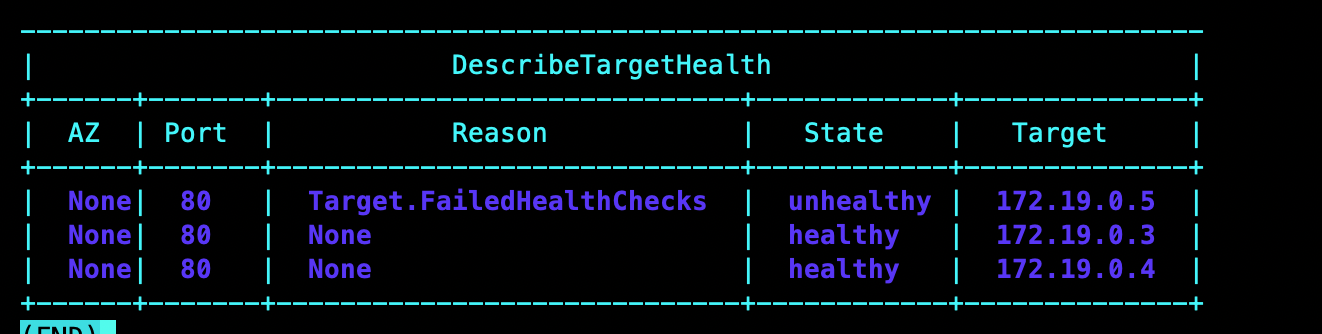 DescribeTargetHealth
AZ | Port | Reason | State | Target
None | 80 | Target.FailedHealthChecks | unhealthy | 172.19.0.5
None | 80 | None | healthy | 172.19.0.3
None | 80 | None | healthy | 172.19.0.4
(END)